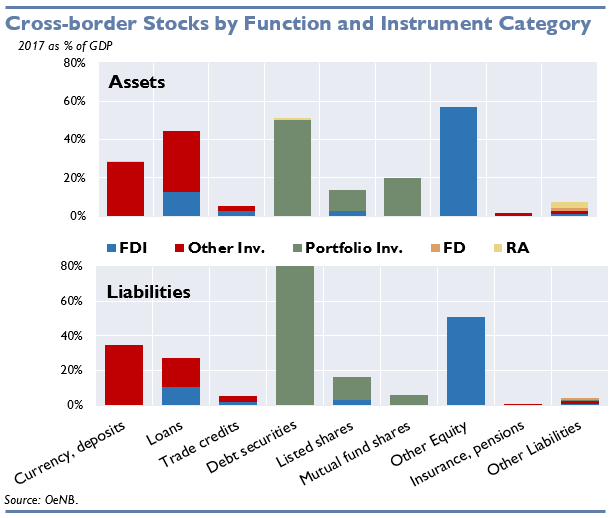 Cross-border Stocks by Function and Instrument Category
2017 as % of GDP
80%
Assets
60%
40%
20%
0%
FDI Other Inv. Portfolio Inv. FD RA
80%
Liabilities
60%
40%
20%
0%
Currency, deposits
Loans
Trade credits
Debt securities
Listed shares
Mutual fund shares
Other Equity
Insurance, pensions
Other Liabilities
Source: OeNB.